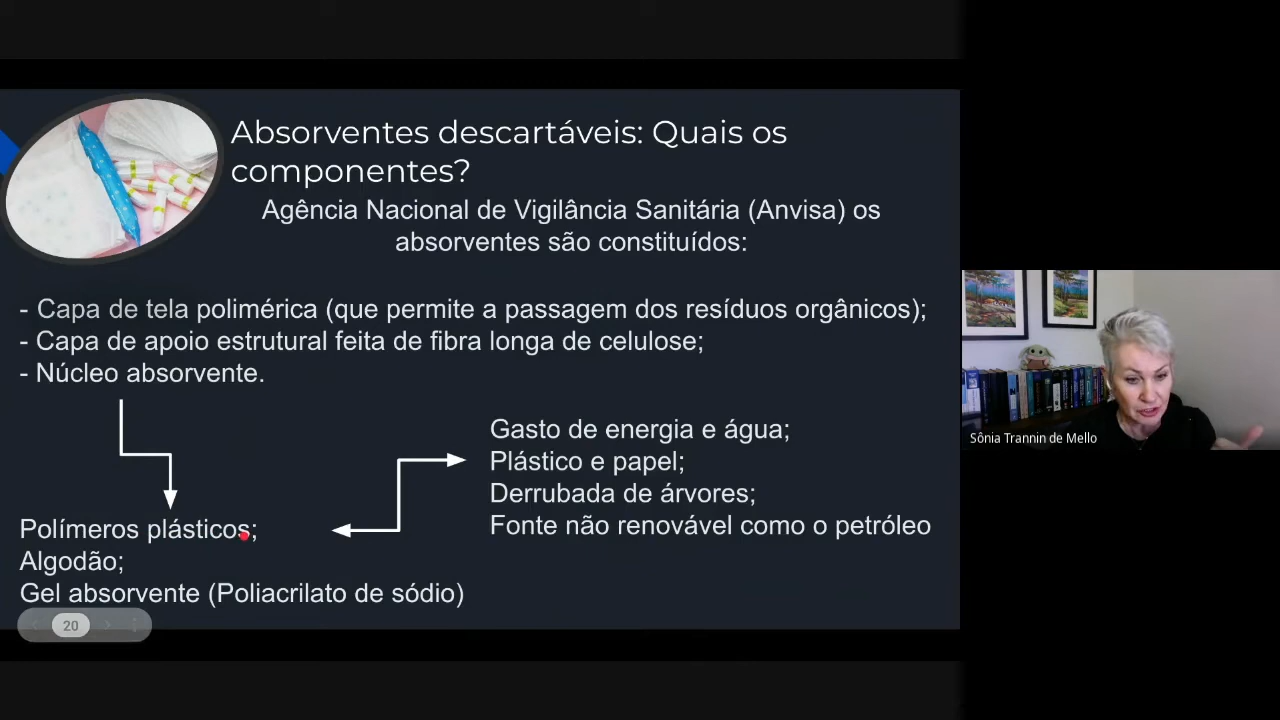 Absorventes descartáveis: Quais os
componentes?
Agência Nacional de Vigilância Sanitária (Anvisa) os
absorventes são constituídos:
- Capa de tela polimérica (que permite a passagem dos resíduos orgânicos);
- Capa de apoio estrutural feita de fibra longa de celulose;
- Núcleo absorvente.
Gasto de energia e água;
Plástico e papel;
Derrubada de árvores;
Fonte não renovável como o petróleo
Polímeros plásticos;
Algodão;
Gel absorvente (Poliacrilato de sódio)
20
Sônia Trannin de Mello